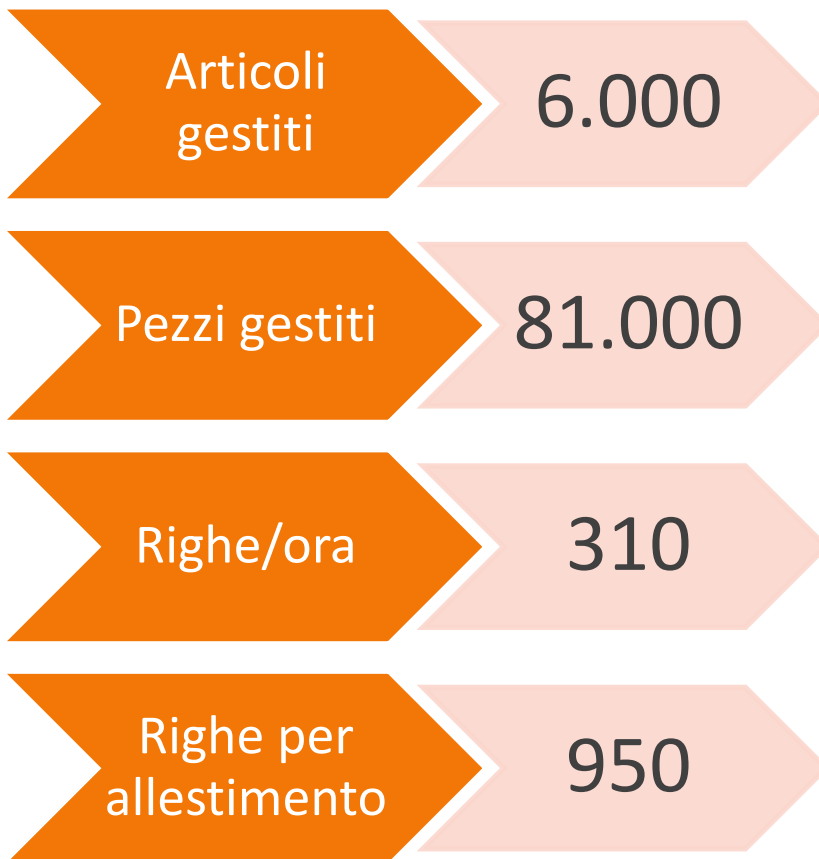 Articoli
gestiti
6.000
Pezzi gestiti
81.000
Righe/ora
310
Righe per
allestimento
950